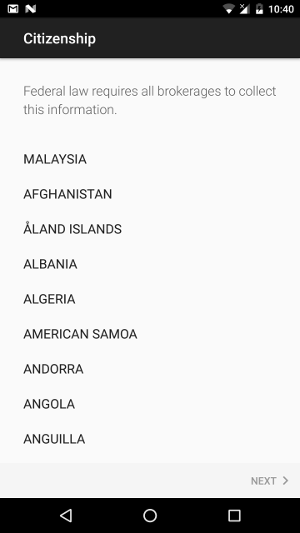 10:40
Citizenship
Federal law requires all brokerages to collect
this information.
MALAYSIA
AFGHANISTAN
ÅLAND ISLANDS
ALBANIA
ALGERIA
AMERICAN SAMOA
ANDORRA
ANGOLA
ANGUILLA
NEXT